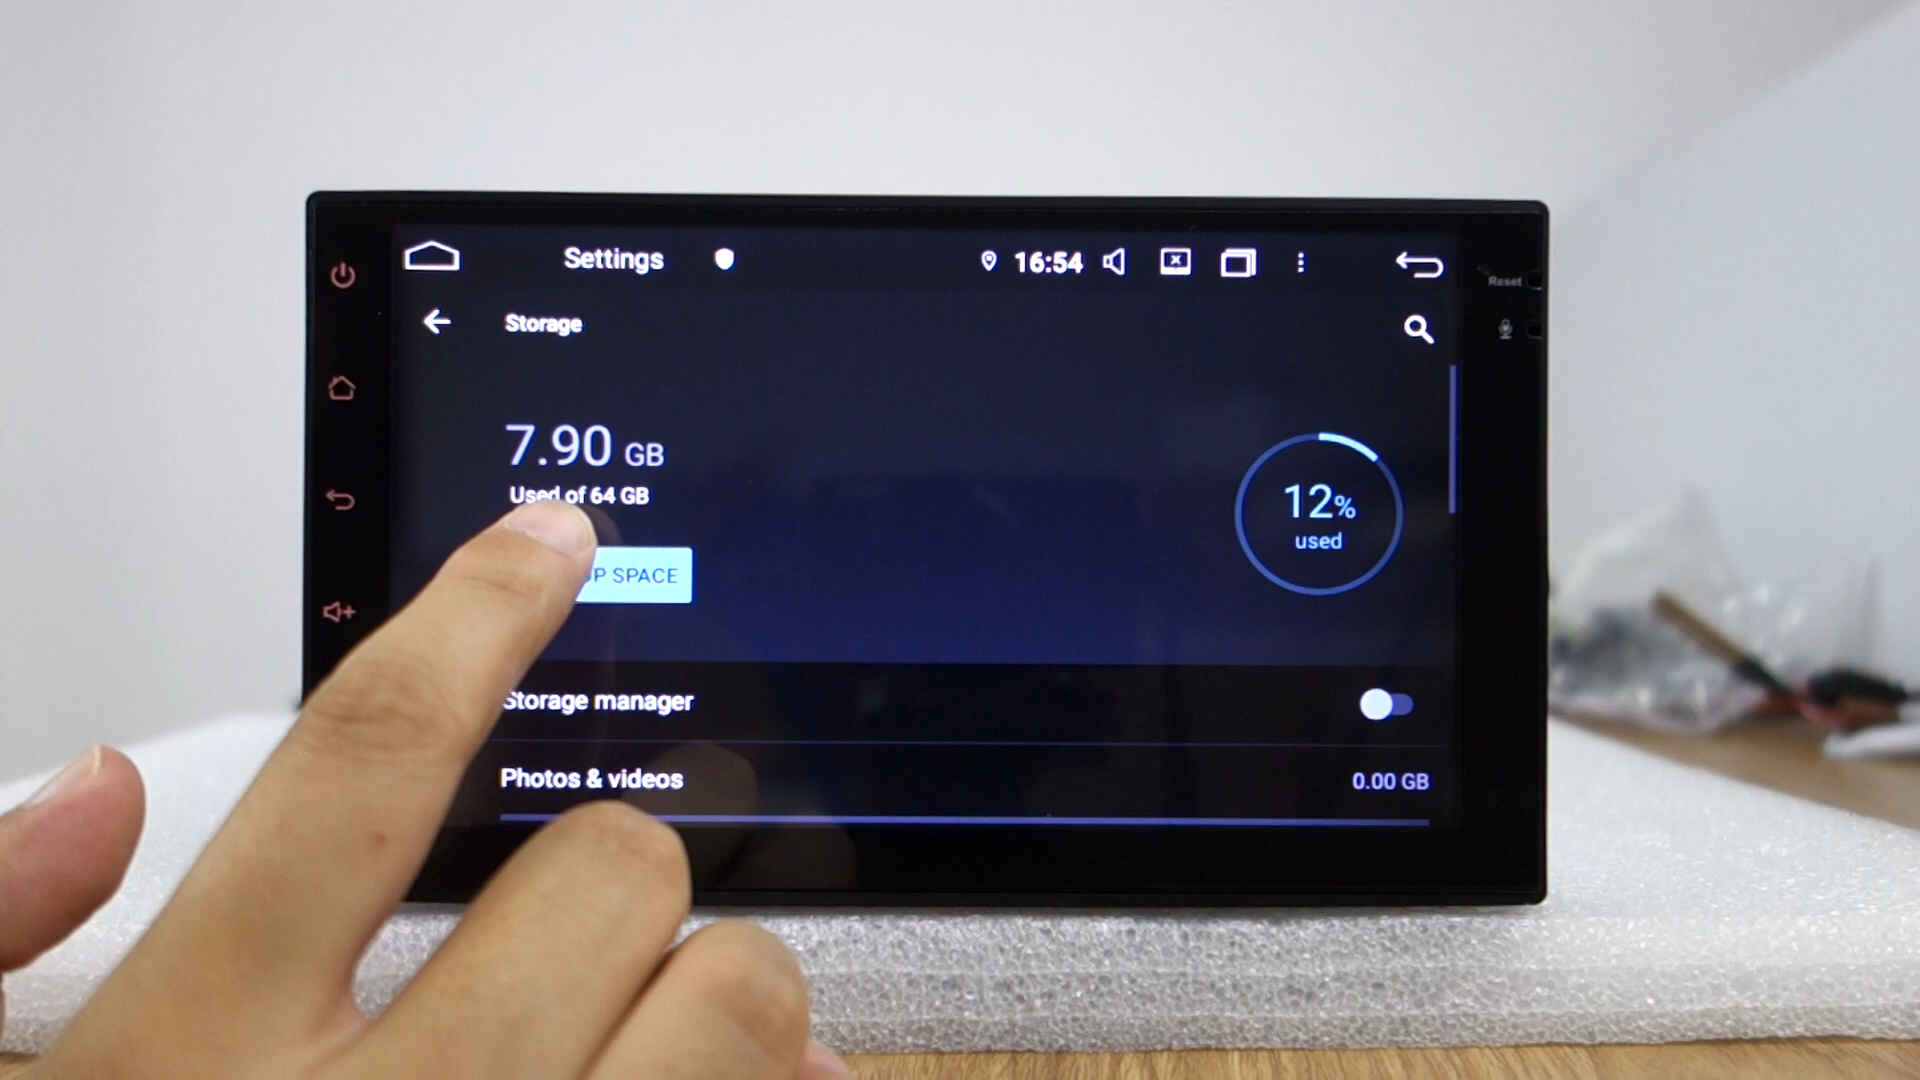 Settings
16:54
Reset
Storage
7.90 GB
Used of 64 GB
UP SPACE
12%
used
Storage manager
Photos & videos
0.00 GB